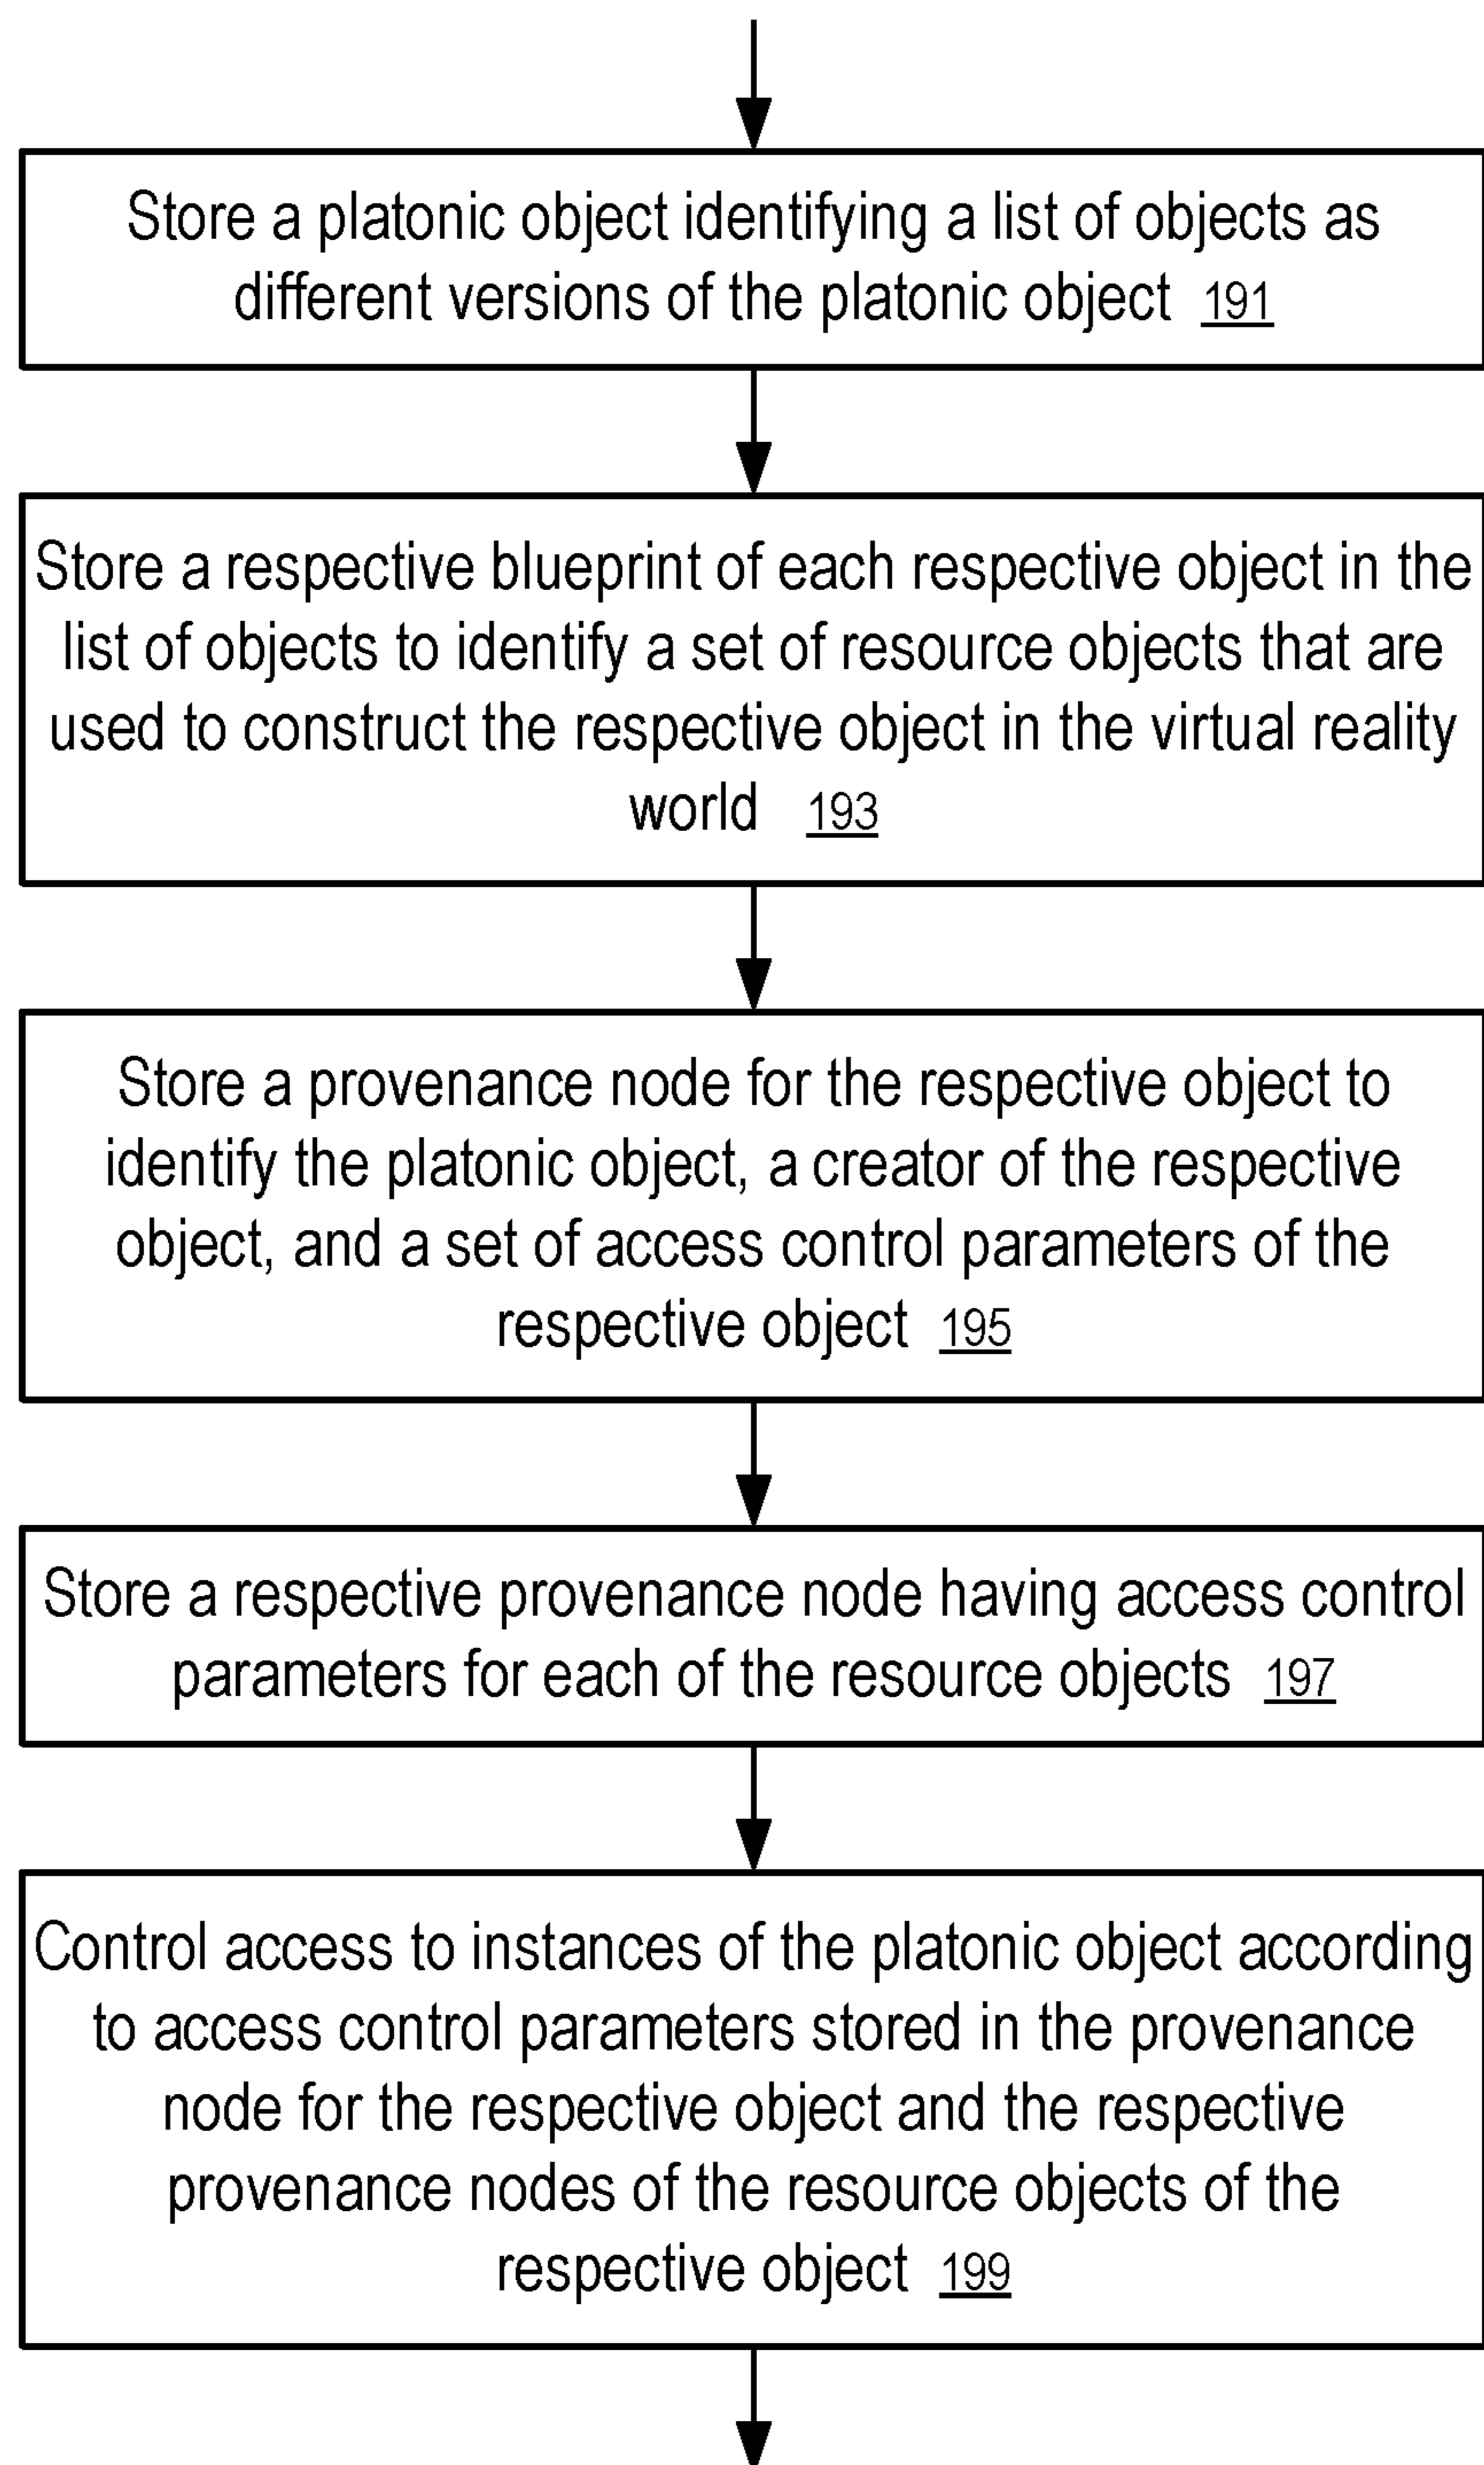 Store a platonic object identifying a list of objects as
different versions of the platonic object 191
Store a respective blueprint of each respective object in the
list of objects to identify a set of resource objects that are
used to construct the respective object in the virtual reality
world 193
Store a provenance node for the respective object to
identify the platonic object, a creator of the respective
object, and a set of access control parameters of the
respective object 195
Store a respective provenance node having access control
parameters for each of the resource objects 197
Control access to instances of the platonic object according
to access control parameters stored in the provenance
node for the respective object and the respective
provenance nodes of the resource objects of the
respective object 199